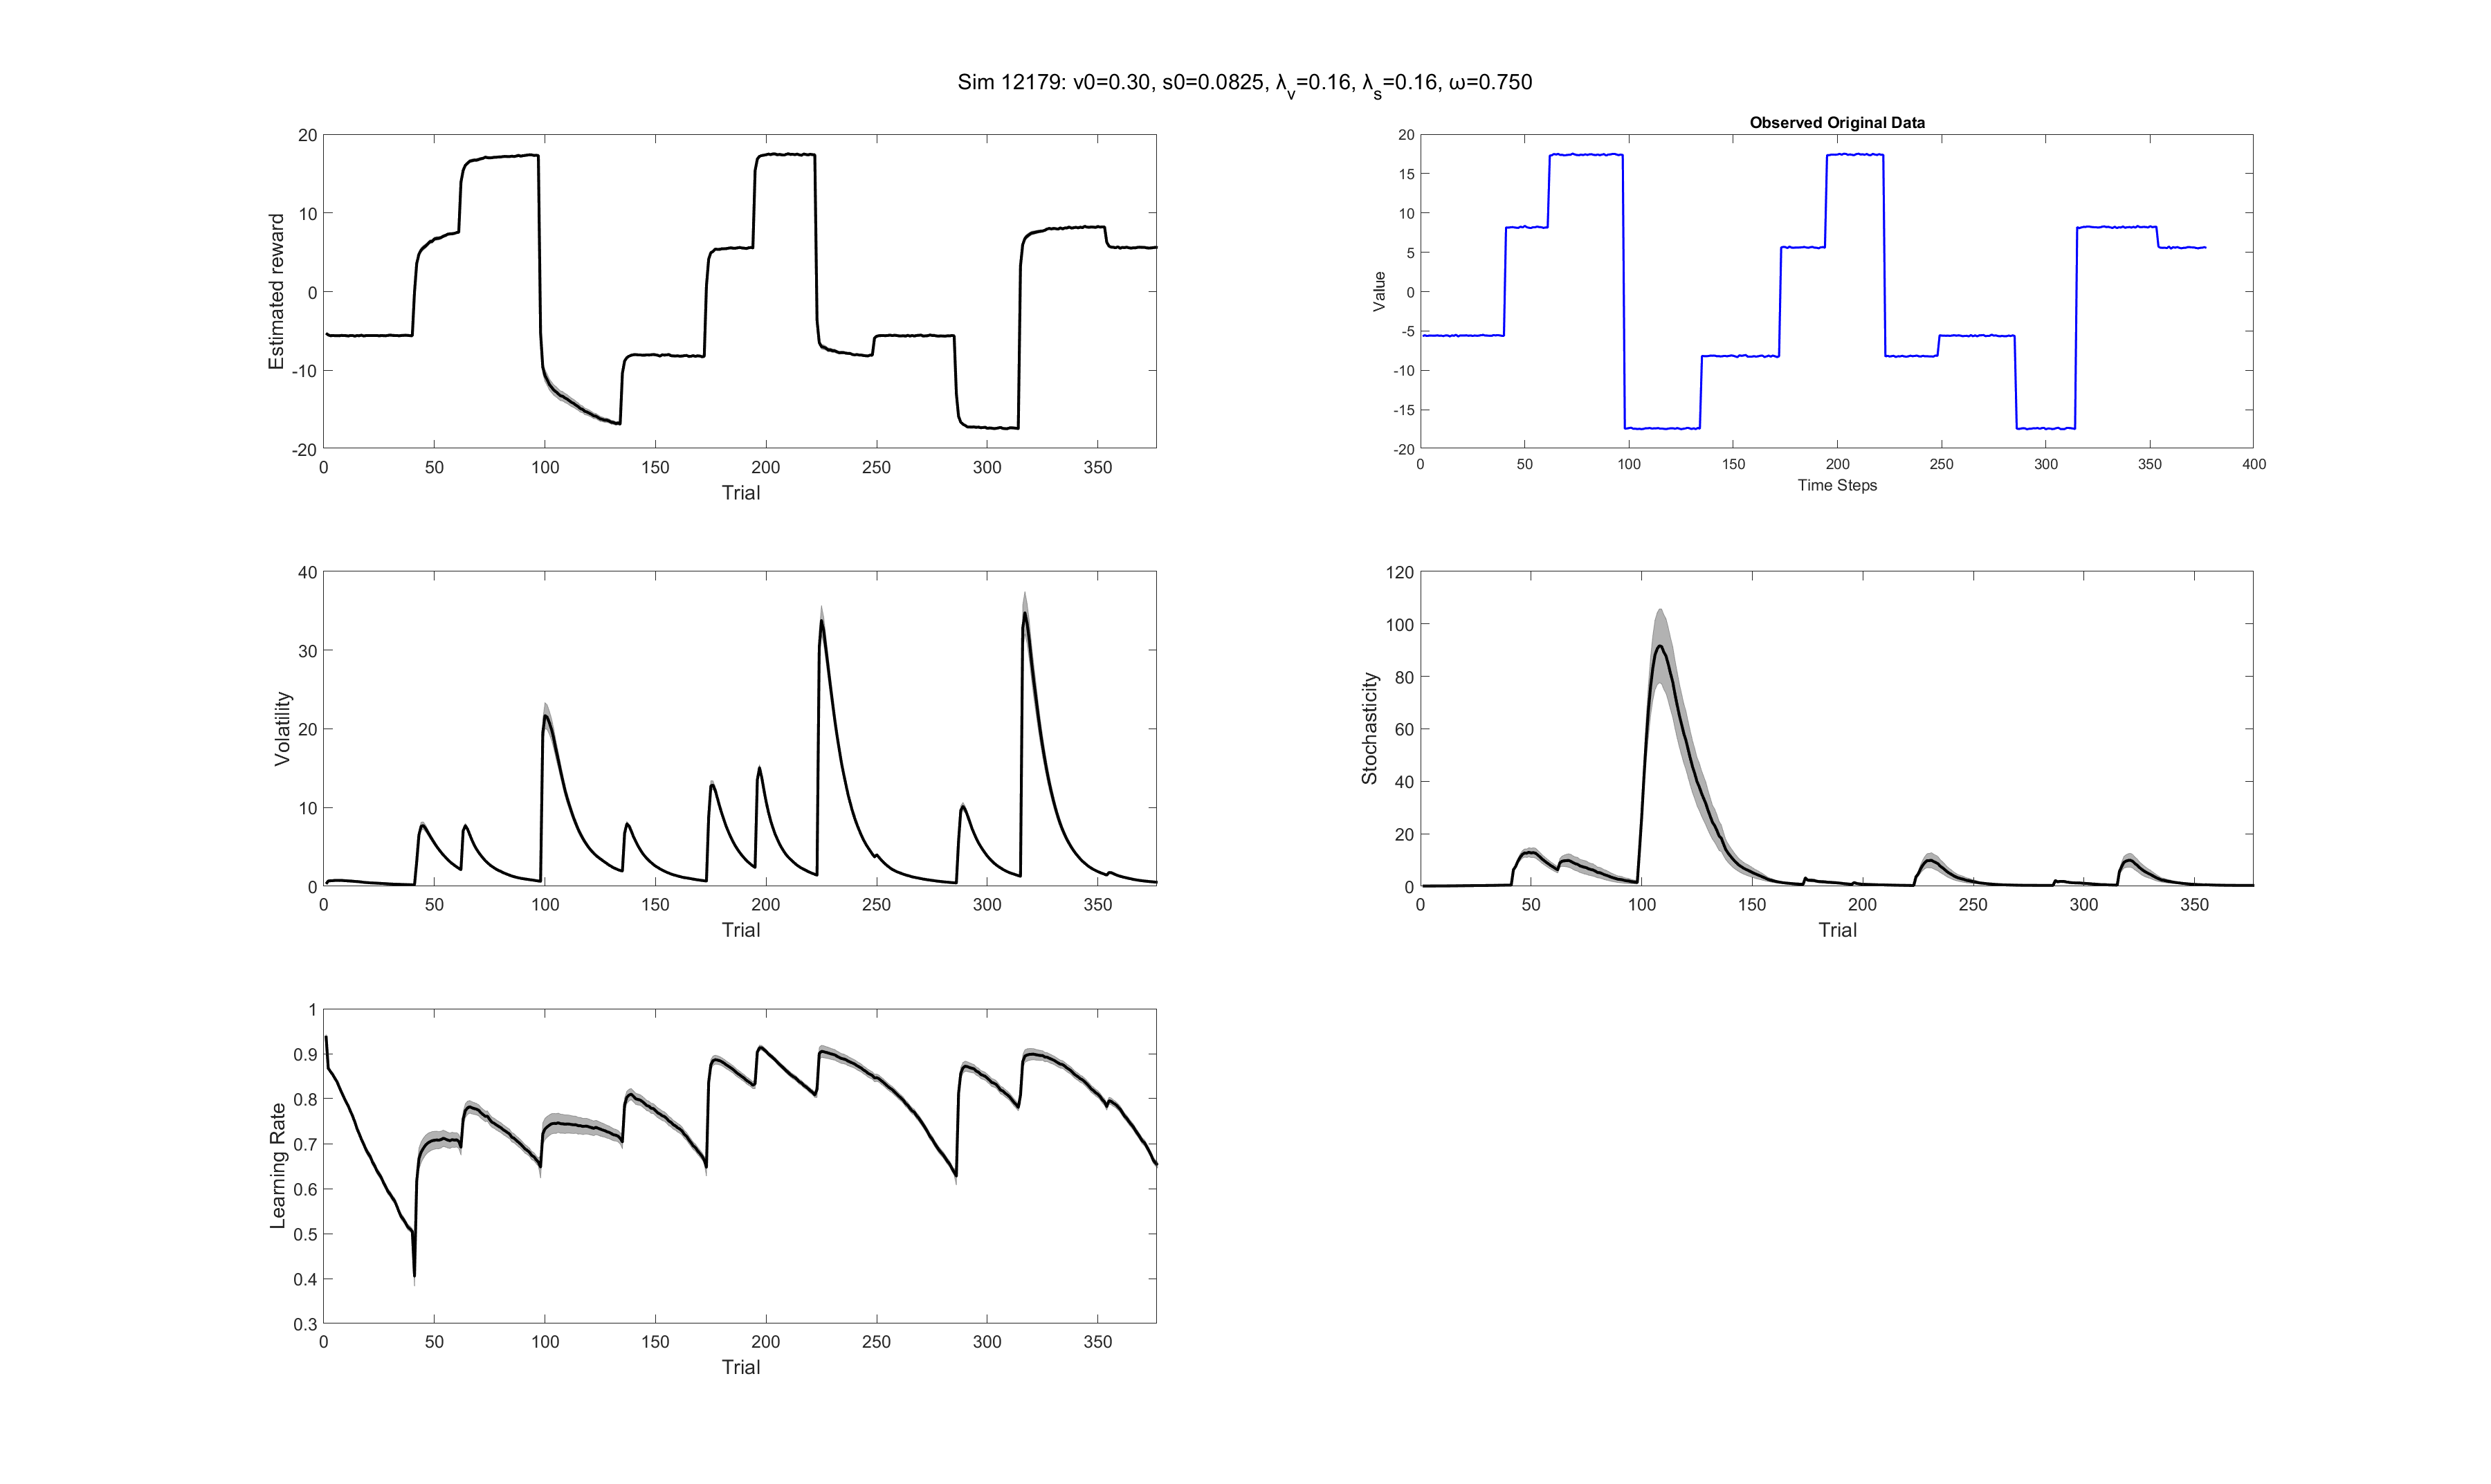 Sim 12179: v0=0.30, s0=0.0825, λv=0.16, λs=0.16, ω=0.750
Estimated reward
20
10
0
-10
-20
0 50 100 150 200 250 300 350
Trial
Observed Original Data
Value
20
15
10
5
0
-5
-10
-15
-20
0 50 100 150 200 250 300 350 400
Time Steps
Volatility
40
30
20
10
0
0 50 100 150 200 250 300 350
Trial
Stochasticity
120
100
80
60
40
20
0
0 50 100 150 200 250 300 350
Trial
Learning Rate
1
0.9
0.8
0.7
0.6
0.5
0.4
0.3
0 50 100 150 200 250 300 350
Trial